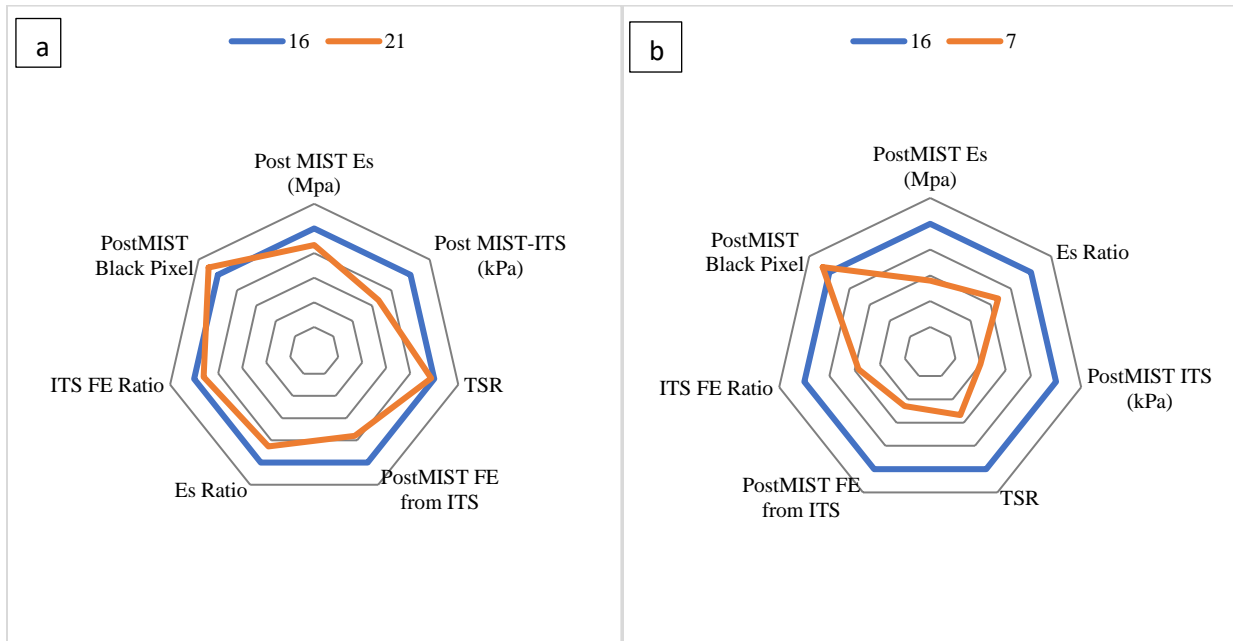 a
16 21
Post MIST Es
(Mpa)
Post MIST-ITS
(kPa)
TSR
PostMIST FE
from ITS
Es Ratio
ITS FE Ratio
PostMIST
Black Pixel
b
16 7
PostMIST Es
(Mpa)
Es Ratio
PostMIST ITS
(kPa)
TSR
PostMIST FE
from ITS
ITS FE Ratio
PostMIST
Black Pixel